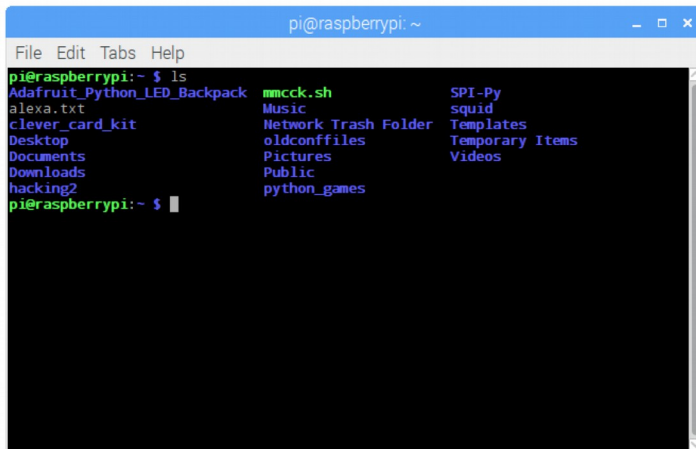 pi@raspberrypi: ~
File Edit Tabs Help
pi@raspberrypi:~ $ ls
Adafruit_Python_LED_Backpack mmcck.sh SPI-Py
alexa.txt Music squid
clever_card_kit Network Trash Folder Templates
Desktop oldconffiles Temporary Items
Documents Pictures Videos
Downloads Public
hacking2 python_games
pi@raspberrypi:~ $